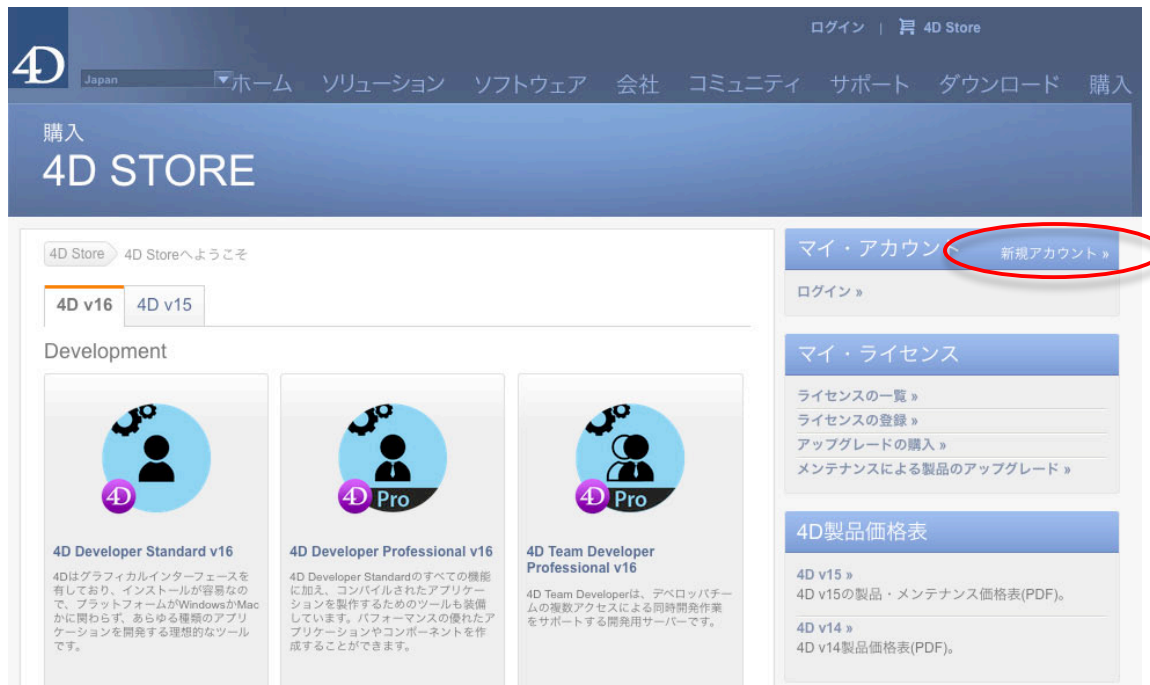 ログイン | 4D Store
4D
Japan
ホーム ソリューション ソフトウェア 会社 コミュニティ サポート ダウンロード 購入
購入
4D STORE
4D Store 4D Storeへようこそ
4D v16 4D v15
Development
4D
4D Pro
4D Pro
4D Developer Standard v16
4Dはグラフィカルインターフェースを
有しており、インストールが容易なの
で、プラットフォームがWindowsかMac
かに関わらず、あらゆる種類のアプリ
ケーションを開発する理想的なツール
です。
4D Developer Professional v16
4D Developer Standardのすべての機能
に加え、コンパイルされたアプリケー
ションを製作するためのツールも装備
しています。パフォーマンスの優れたア
プリケーションやコンポーネントを作
成することができます。
4D Team Developer
Professional v16
4D Team Developerは、デベロッパチー
ムの複数アクセスによる同時開発作業
をサポートする開発用サーバーです。
マイ・アカウント 新規アカウント »
ログイン »
マイ・ライセンス
ライセンスの一覧 »
ライセンスの登録 »
アップグレードの購入 »
メンテナンスによる製品のアップグレード »
4D製品価格表
4D v15 »
4D v15の製品・メンテナンス価格表(PDF)。
4D v14 »
4D v14製品価格表(PDF)。